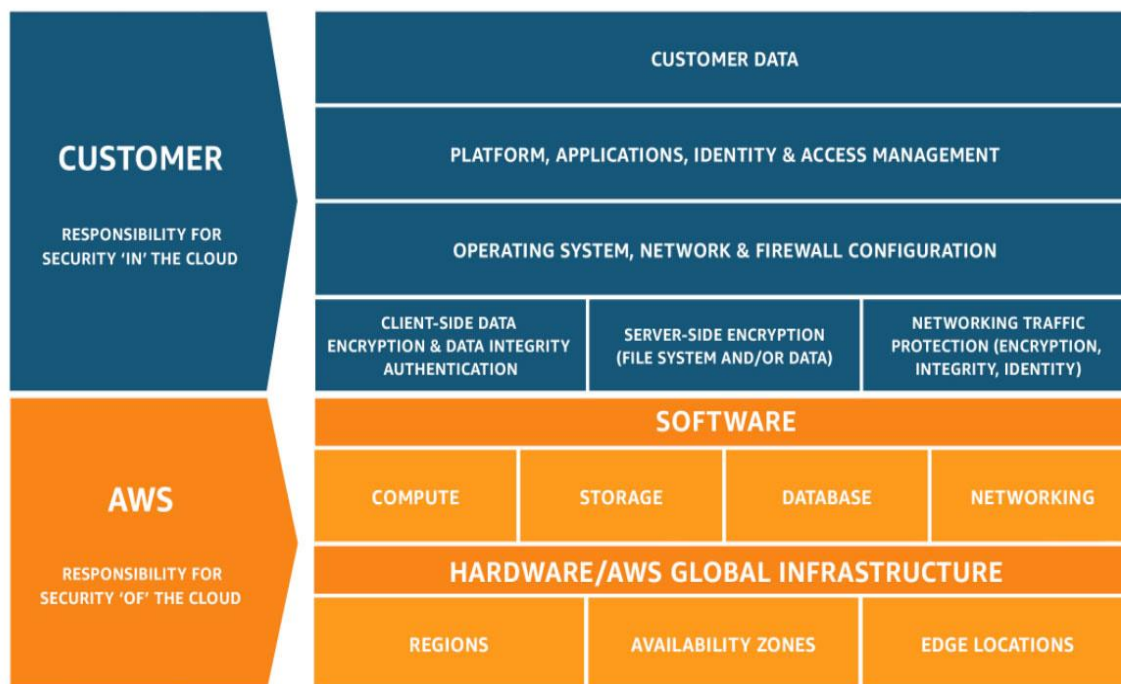 CUSTOMER
RESPONSIBILITY FOR
SECURITY ‘IN’ THE CLOUD
CUSTOMER DATA
PLATFORM, APPLICATIONS, IDENTITY & ACCESS MANAGEMENT
OPERATING SYSTEM, NETWORK & FIREWALL CONFIGURATION
CLIENT-SIDE DATA
ENCRYPTION & DATA INTEGRITY
AUTHENTICATION
SERVER-SIDE ENCRYPTION
(FILE SYSTEM AND/OR DATA)
NETWORKING TRAFFIC
PROTECTION (ENCRYPTION,
INTEGRITY, IDENTITY)
AWS
RESPONSIBILITY FOR
SECURITY ‘OF’ THE CLOUD
SOFTWARE
COMPUTE
STORAGE
DATABASE
NETWORKING
HARDWARE/AWS GLOBAL INFRASTRUCTURE
REGIONS
AVAILABILITY ZONES
EDGE LOCATIONS